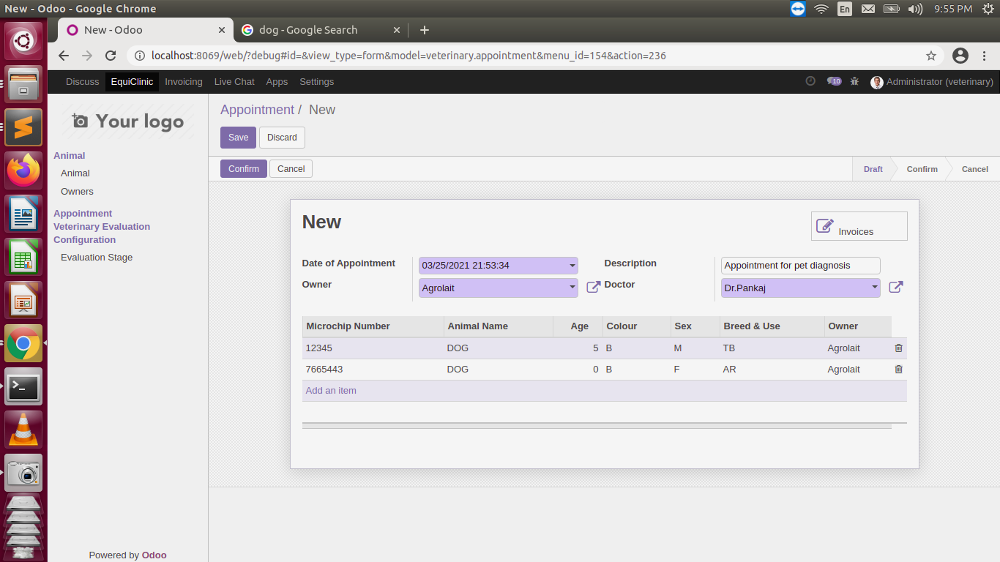 New - Odoo - Google Chrome
En
9:55 PM
New - Odoo
dog - Google Search
localhost:8069/web/?debug#id=&view_type=form&model=veterinary.appointment&menu_id=154&action=236
Discuss EquiClinic Invoicing Live Chat Apps Settings
10
Administrator (veterinary)
Your logo
Animal
Animal
Owners
Appointment
Veterinary Evaluation
Configuration
Evaluation Stage
Powered by Odoo
Appointment / New
Save Discard
Confirm Cancel
Draft Confirm Cancel
New
Invoices
Date of Appointment 03/25/2021 21:53:34 Description Appointment for pet diagnosis
Owner Agrolait Doctor Dr.Pankaj
Microchip Number Animal Name Age Colour Sex Breed & Use Owner
12345 DOG 5 B M TB Agrolait
7665443 DOG 0 B F AR Agrolait
Add an item